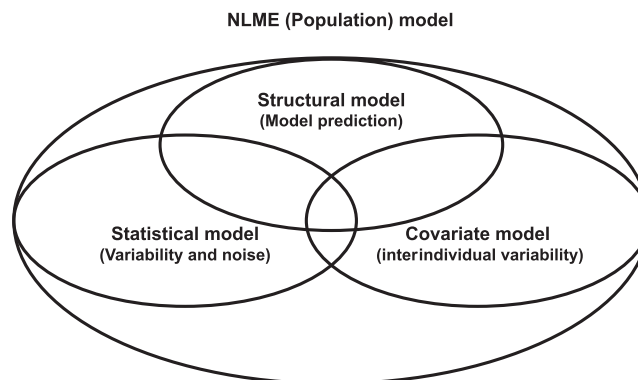 NLME (Population) model
Structural model
(Model prediction)
Statistical model
(Variability and noise)
Covariate model
(interindividual variability)